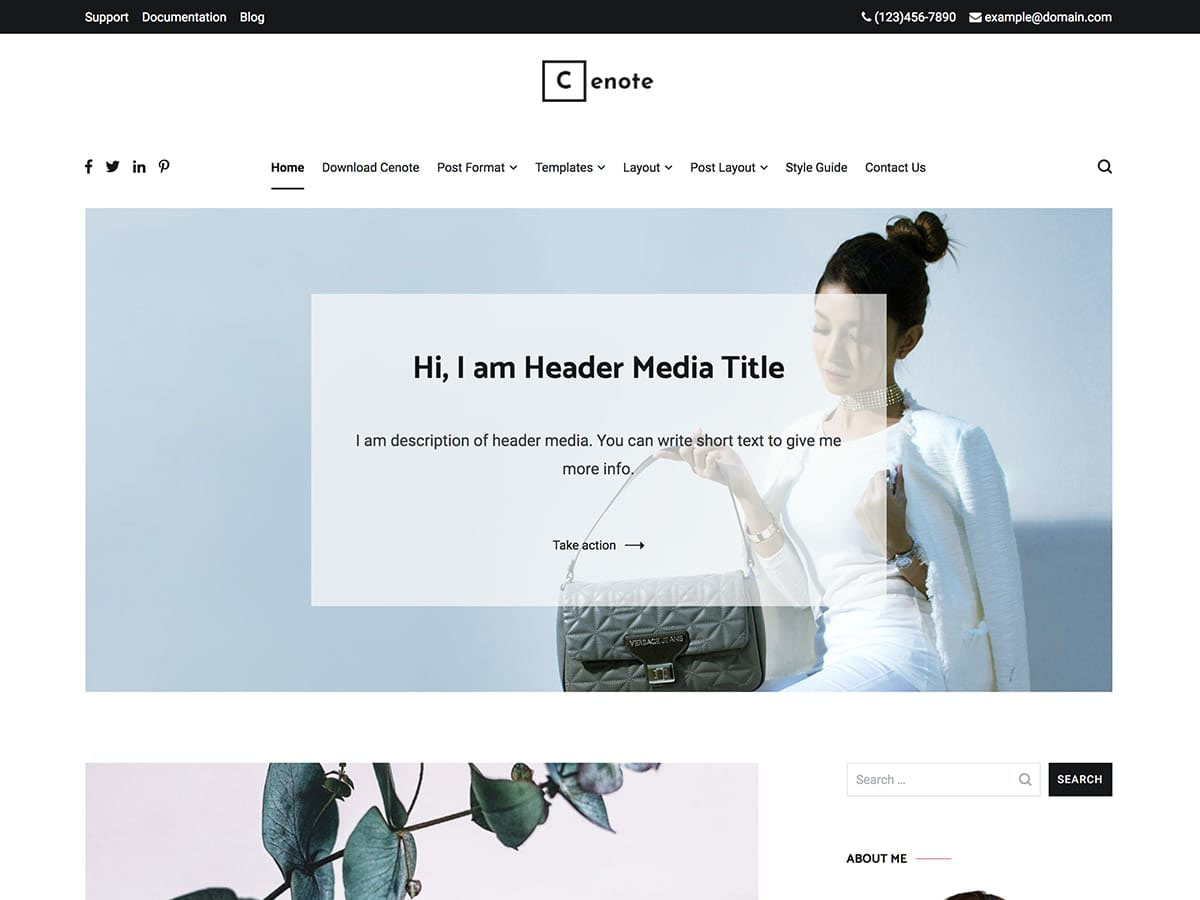 Support Documentation Blog (123)456-7890 example@domain.com
C enote
Home Download Cenote Post Format Templates Layout Post Layout Style Guide Contact Us
Hi, I am Header Media Title
I am description of header media. You can write short text to give me
more info.
Take action
VERSACE JEANS
Search ... SEARCH
ABOUT ME